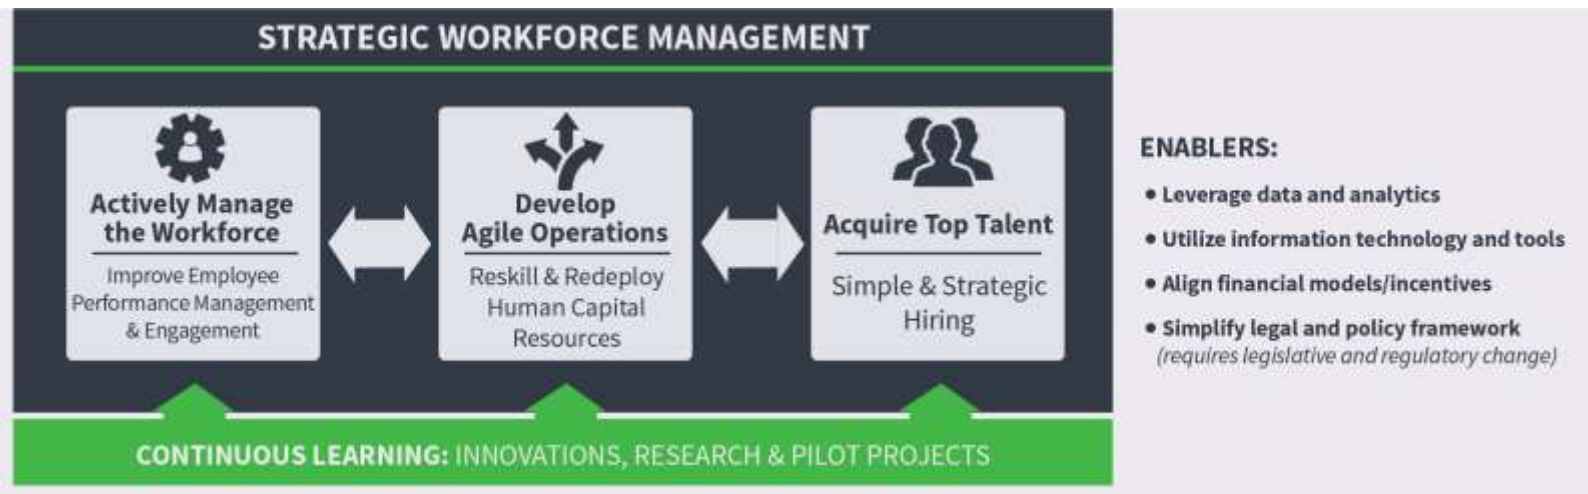 STRATEGIC WORKFORCE MANAGEMENT
Actively Manage
the Workforce
Improve Employee
Performance Management
& Engagement
Develop
Agile Operations
Reskill & Redeploy
Human Capital
Resources
Acquire Top Talent
Simple & Strategic
Hiring
CONTINUOUS LEARNING: INNOVATIONS, RESEARCH & PILOT PROJECTS
ENABLERS:
• Leverage data and analytics
• Utilize information technology and tools
• Align financial models/incentives
• Simplify legal and policy framework
(requires legislative and regulatory change)